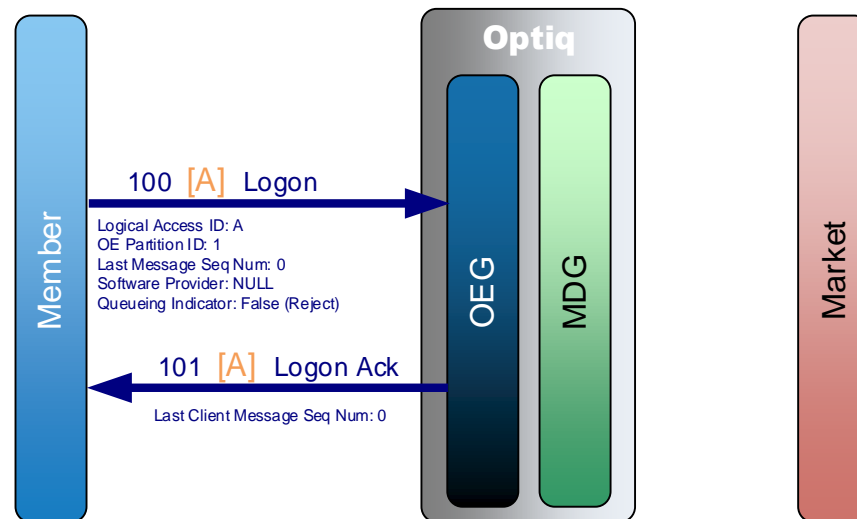 Optiq
100 [A] Logon
Logical Access ID: A
OE Partition ID: 1
Last Message Seq Num: 0
Software Provider: NULL
Queueing Indicator: False (Reject)
101 [A] Logon Ack
Last Client Message Seq Num: 0
Member
OEG
MDG
Market